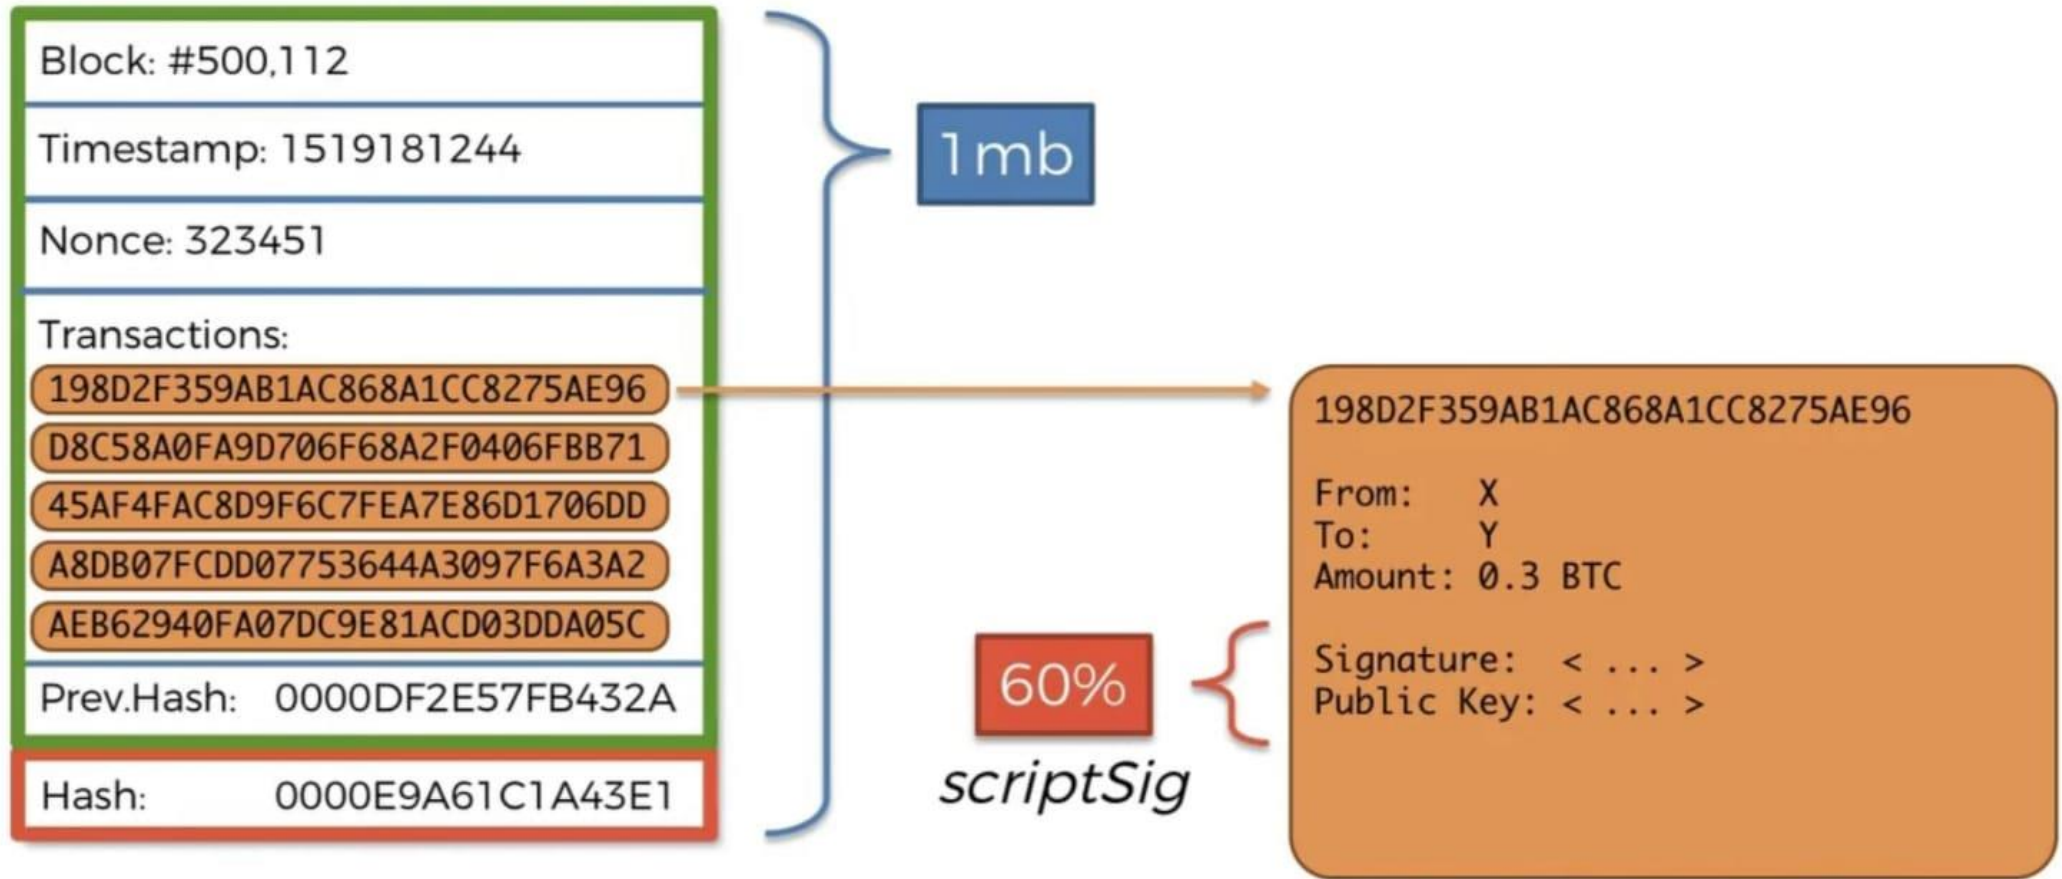 Block: #500,112
Timestamp: 1519181244
Nonce: 323451
Transactions:
198D2F359AB1AC868A1CC8275AE96
D8C58A0FA9D706F68A2F0406FBB71
45AF4FAC8D9F6C7FEA7E86D1706DD
A8DB07FCDD07753644A3097F6A3A2
AEB62940FA07DC9E81ACD03DDA05C
Prev.Hash: 0000DF2E57FB432A
Hash: 0000E9A61C1A43E1
1mb
60%
scriptSig
198D2F359AB1AC868A1CC8275AE96
From: X
To: Y
Amount: 0.3 BTC
Signature: < ... >
Public Key: < ... >